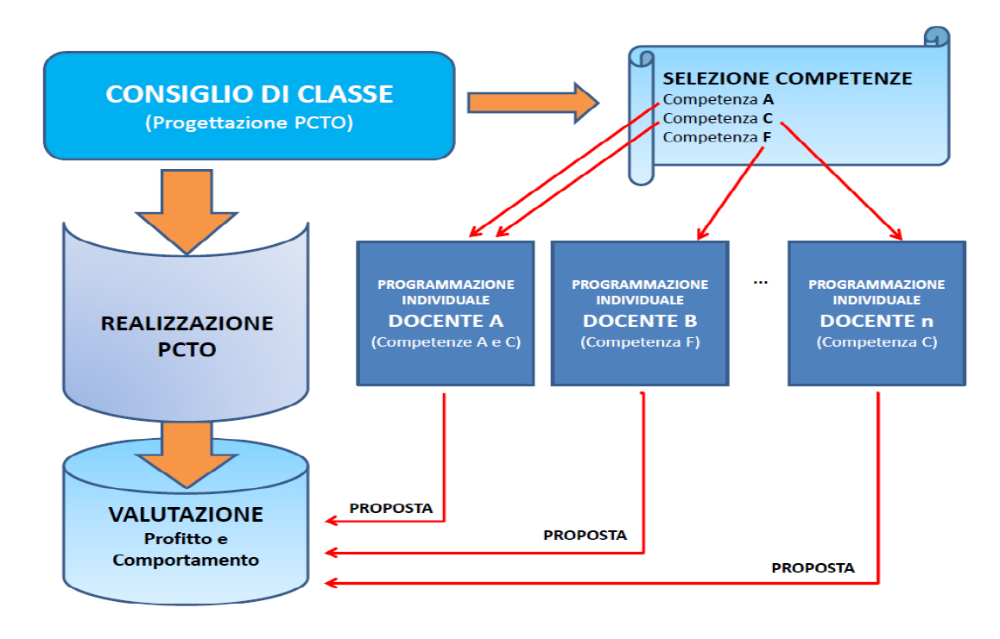 CONSIGLIO DI CLASSE
(Progettazione PCTO)
SELEZIONE COMPETENZE
Competenza A
Competenza C
Competenza F
REALIZZAZIONE
PCTO
PROGRAMMAZIONE
INDIVIDUALE
DOCENTE A
(Competenze A e C)
PROGRAMMAZIONE
INDIVIDUALE
DOCENTE B
(Competenza F)
...
PROGRAMMAZIONE
INDIVIDUALE
DOCENTE n
(Competenza C)
VALUTAZIONE
Profitto e
Comportamento
PROPOSTA
PROPOSTA
PROPOSTA